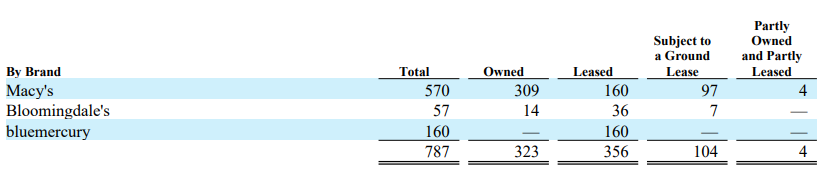 Partly
Subject to Owned
a Ground and Partly
By Brand Total Owned Leased Lease Leased
Macy's 570 309 160 97 4
Bloomingdale's 57 14 36 7 —
bluemercury 160 — 160 — —
787 323 356 104 4